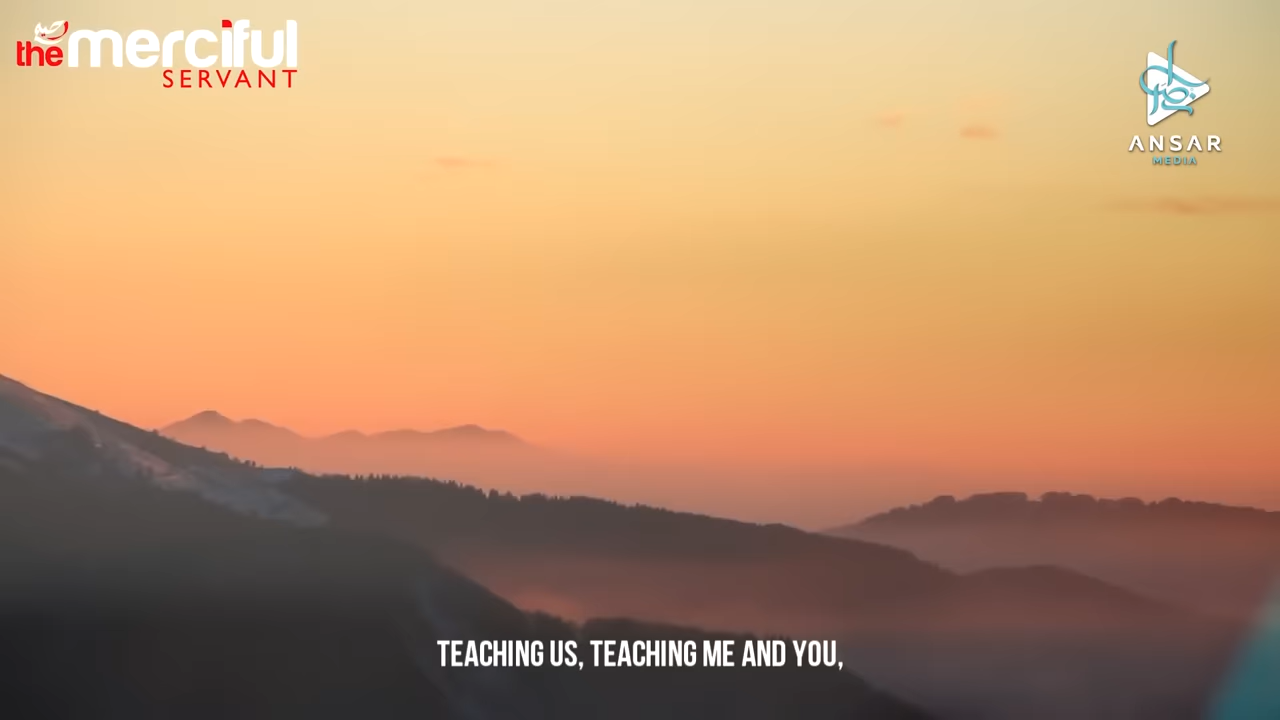 the merciful
SERVANT
ANSAR
MEDIA
TEACHING US, TEACHING ME AND YOU,